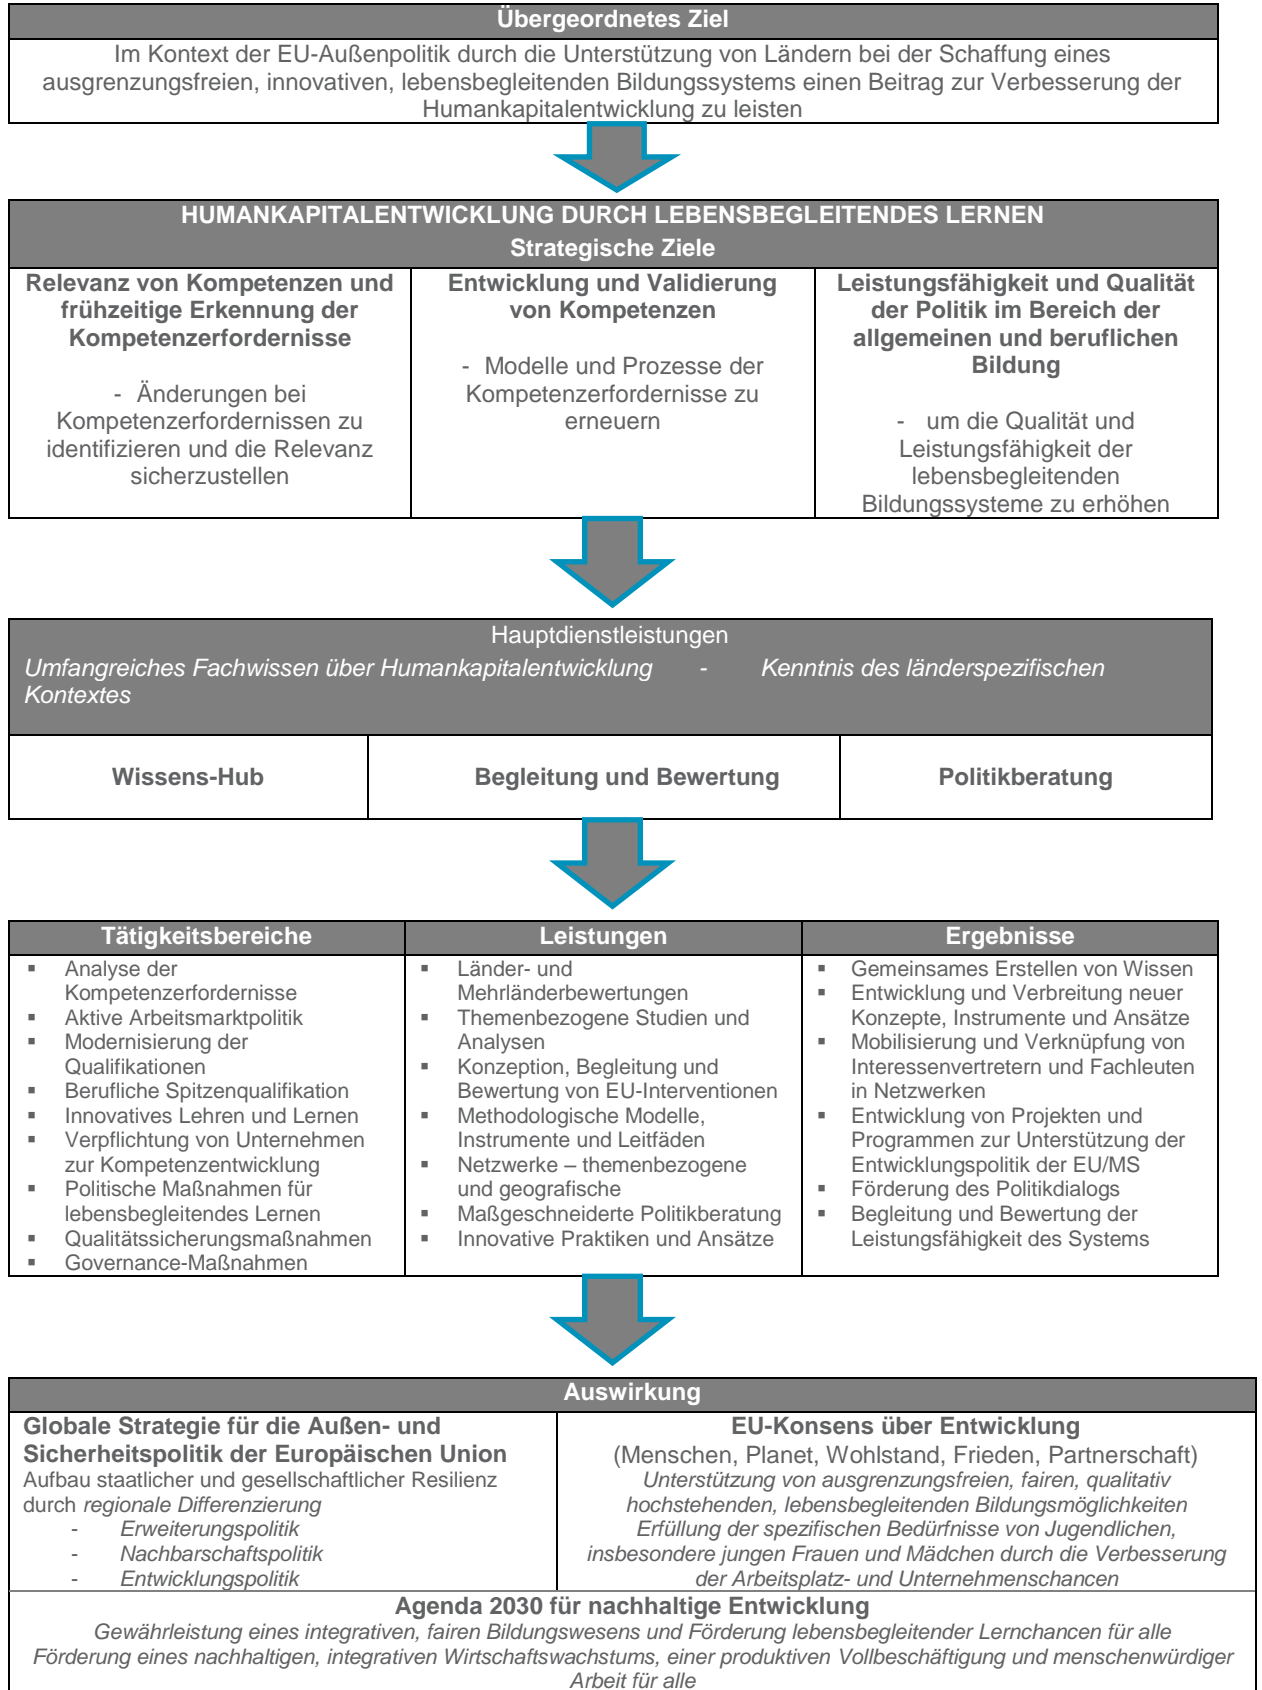 Übergeordnetes Ziel
Im Kontext der EU-Außenpolitik durch die Unterstützung von Ländern bei der Schaffung eines
ausgrenzungsfreien, innovativen, lebensbegleitenden Bildungssystems einen Beitrag zur Verbesserung der
Humankapitalentwicklung zu leisten
HUMANKAPITALENTWICKLUNG DURCH LEBENSBEGLEITENDES LERNEN
Strategische Ziele
Relevanz von Kompetenzen und
frühzeitige Erkennung der
Kompetenzerfordernisse
- Änderungen bei
Kompetenzerfordernissen zu
identifizieren und die Relevanz
sicherzustellen
Entwicklung und Validierung
von Kompetenzen
- Modelle und Prozesse der
Kompetenzerfordernisse zu
erneuern
Leistungsfähigkeit und Qualität
der Politik im Bereich der
allgemeinen und beruflichen
Bildung
- um die Qualität und
Leistungsfähigkeit der
lebensbegleitenden
Bildungssysteme zu erhöhen
Hauptdienstleistungen
Umfangreiches Fachwissen über Humankapitalentwicklung - Kenntnis des länderspezifischen
Kontextes
Wissens-Hub
Begleitung und Bewertung
Politikberatung
Tätigkeitsbereiche
▪ Analyse der
Kompetenzerfordernisse
▪ Aktive Arbeitsmarktpolitik
▪ Modernisierung der
Qualifikationen
▪ Berufliche Spitzenqualifikation
▪ Innovatives Lehren und Lernen
▪ Verpflichtung von Unternehmen
zur Kompetenzentwicklung
▪ Politische Maßnahmen für
lebensbegleitendes Lernen
▪ Qualitätssicherungsmaßnahmen
▪ Governance-Maßnahmen
Leistungen
▪ Länder- und
Mehrländerbewertungen
▪ Themenbezogene Studien und
Analysen
▪ Konzeption, Begleitung und
Bewertung von EU-Interventionen
▪ Methodologische Modelle,
Instrumente und Leitfäden
▪ Netzwerke – themenbezogene
und geografische
▪ Maßgeschneiderte Politikberatung
▪ Innovative Praktiken und Ansätze
Ergebnisse
▪ Gemeinsames Erstellen von Wissen
▪ Entwicklung und Verbreitung neuer
Konzepte, Instrumente und Ansätze
▪ Mobilisierung und Verknüpfung von
Interessenvertretern und Fachleuten
in Netzwerken
▪ Entwicklung von Projekten und
Programmen zur Unterstützung der
Entwicklungspolitik der EU/MS
▪ Förderung des Politikdialogs
▪ Begleitung und Bewertung der
Leistungsfähigkeit des Systems
Auswirkung
Globale Strategie für die Außen- und
Sicherheitspolitik der Europäischen Union
Aufbau staatlicher und gesellschaftlicher Resilienz
durch regionale Differenzierung
- Erweiterungspolitik
- Nachbarschaftspolitik
- Entwicklungspolitik
EU-Konsens über Entwicklung
(Menschen, Planet, Wohlstand, Frieden, Partnerschaft)
Unterstützung von ausgrenzungsfreien, fairen, qualitativ
hochstehenden, lebensbegleitenden Bildungsmöglichkeiten
Erfüllung der spezifischen Bedürfnisse von Jugendlichen,
insbesondere jungen Frauen und Mädchen durch die Verbesserung
der Arbeitsplatz- und Unternehmenschancen
Agenda 2030 für nachhaltige Entwicklung
Gewährleistung eines integrativen, fairen Bildungswesens und Förderung lebensbegleitender Lernchancen für alle
Förderung eines nachhaltigen, integrativen Wirtschaftswachstums, einer produktiven Vollbeschäftigung und menschenwürdiger
Arbeit für alle